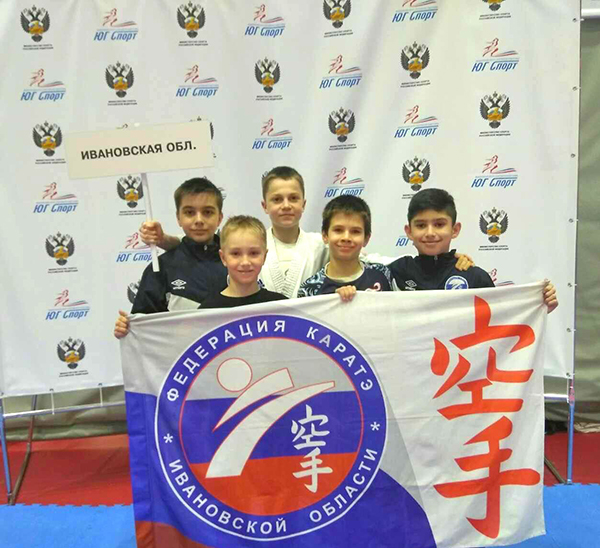 ЮГ Спорт
ИВАНОВСКАЯ ОБЛ.
ФЕДЕРАЦИЯ КАРАТЭ
* ИВАНОВСКОЙ ОБЛАСТИ *
空手
空手